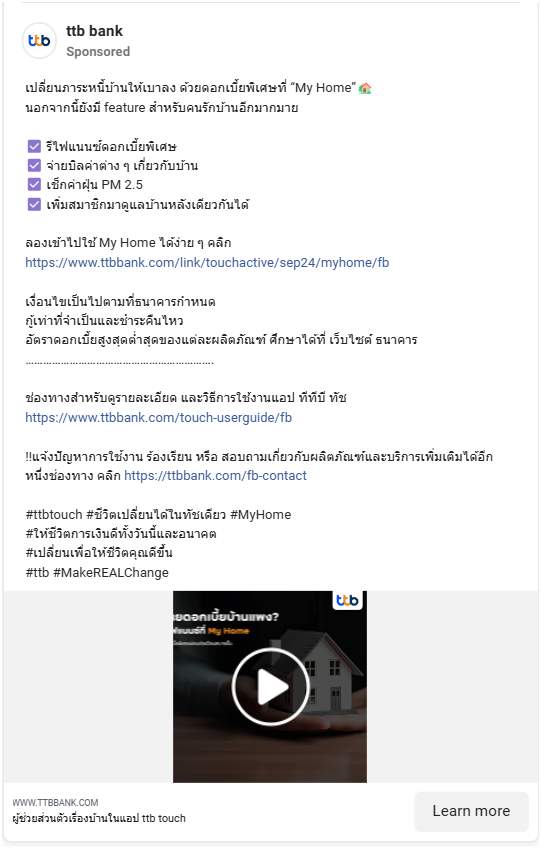 ttb bank
Sponsored
เปลี่ยนภาระหนี้บ้านให้เบาลง ด้วยดอกเบี้ยพิเศษที่ “My Home” 🏠
นอกจากนี้ยังมี feature สำหรับคนรักบ้านอีกมากมาย
☑ รีไฟแนนซ์ดอกเบี้ยพิเศษ
☑ จ่ายบิลค่าต่าง ๆ เกี่ยวกับบ้าน
☑ เช็กค่าฝุ่น PM 2.5
☑ เพิ่มสมาชิกมาดูแลบ้านหลังเดียวกันได้
ลองเข้าไปใช้ My Home ได้ง่าย ๆ คลิก
https://www.ttbbank.com/link/touchactive/sep24/myhome/fb
เงื่อนไขเป็นไปตามที่ธนาคารกำหนด
กู้เท่าที่จำเป็นและชำระคืนไหว
อัตราดอกเบี้ยสูงสุดต่ำสุดของแต่ละผลิตภัณฑ์ ศึกษาได้ที่ เว็บไซต์ ธนาคาร
……………………………………………………….
ช่องทางสำหรับดูรายละเอียด และวิธีการใช้งานแอป ทีทีบี ทัช
https://www.ttbbank.com/touch-userguide/fb
!!แจ้งปัญหาการใช้งาน ร้องเรียน หรือ สอบถามเกี่ยวกับผลิตภัณฑ์และบริการเพิ่มเติมได้อีก
หนึ่งช่องทาง คลิก https://ttbbank.com/fb-contact
#ttbtouch #ชีวิตเปลี่ยนได้ในทัชเดียว #MyHome
#ให้ชีวิตการเงินดีทั้งวันนี้และอนาคต
#เปลี่ยนเพื่อให้ชีวิตคุณดีขึ้น
#ttb #MakeREALChange
ttb
ายดอกเบี้ยบ้านแพง?
ฟแนนซ์ที่ My Home
WWW.TTBBANK.COM
ผู้ช่วยส่วนตัวเรื่องบ้านในแอป ttb touch
Learn more